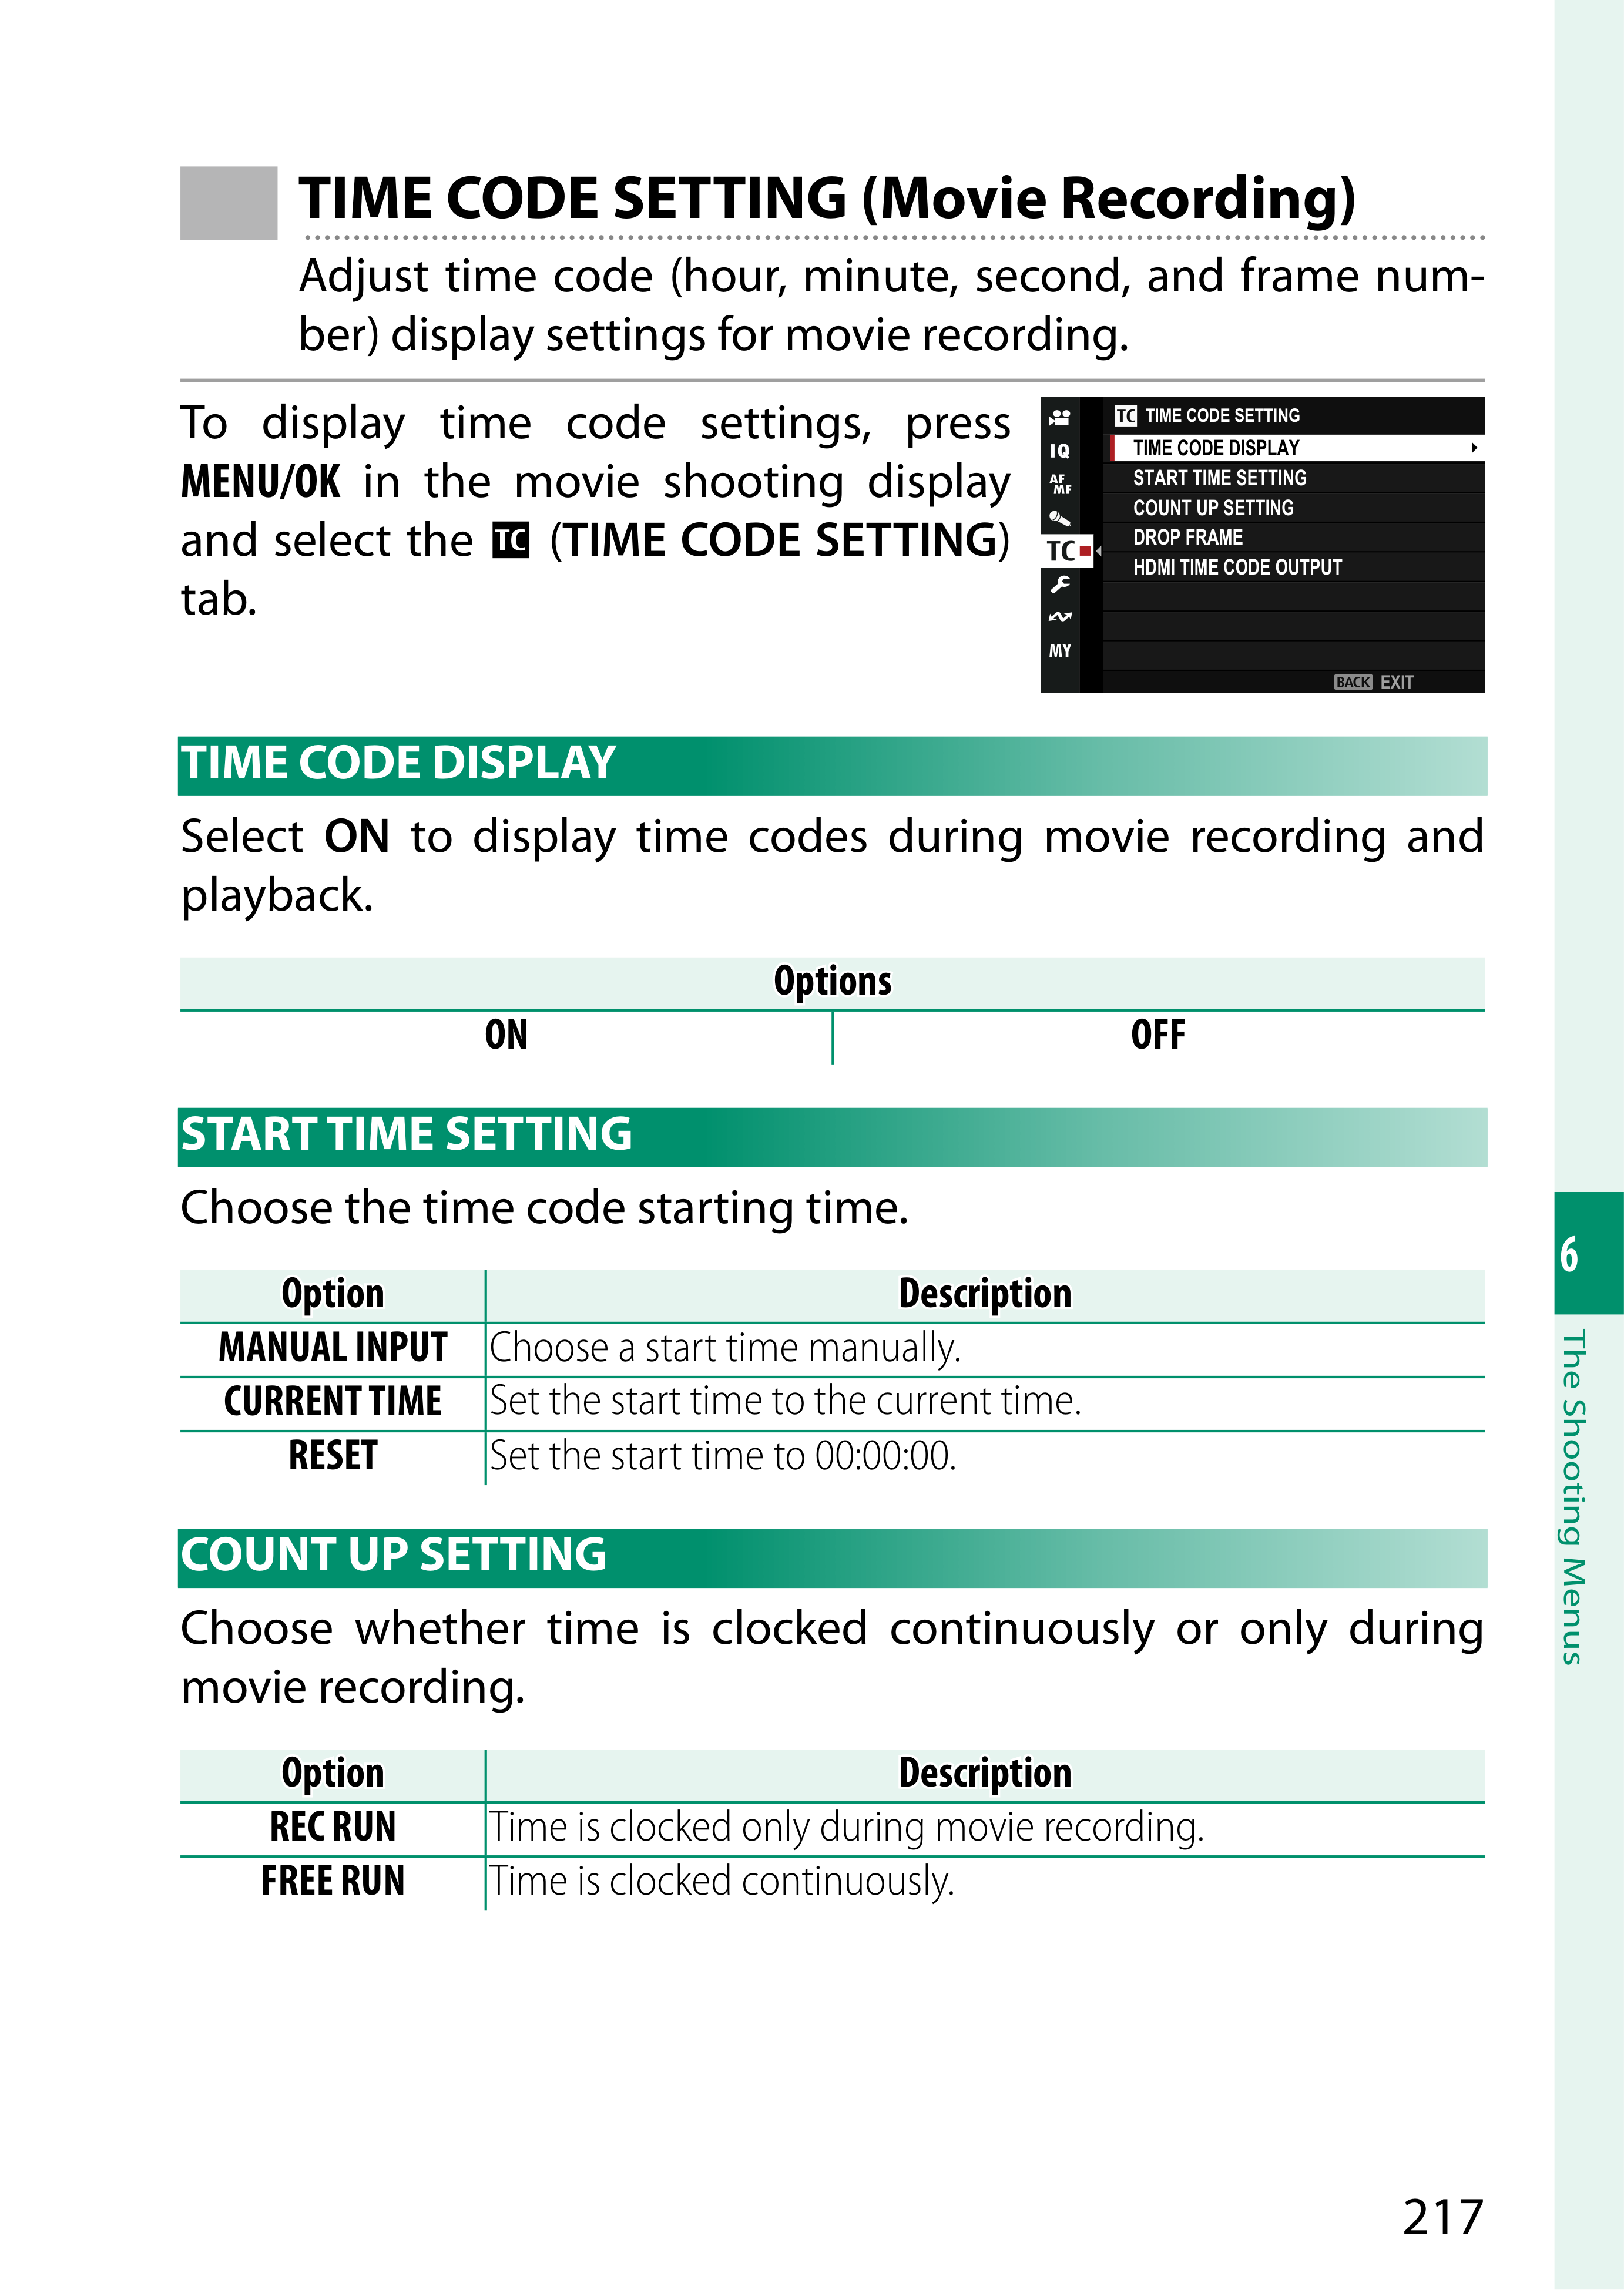 TIME CODE SETTING (Movie Recording)
Adjust time code (hour, minute, second, and frame num-
ber) display settings for movie recording.
To display time code settings, press
MENU/OK in the movie shooting display
and select the TC (TIME CODE SETTING)
tab.
TC TIME CODE SETTING
TIME CODE DISPLAY
START TIME SETTING
COUNT UP SETTING
DROP FRAME
HDMI TIME CODE OUTPUT
BACK EXIT
IQ
AF
MF
TC
MY
TIME CODE DISPLAY
Select ON to display time codes during movie recording and
playback.
Options
ON OFF
START TIME SETTING
Choose the time code starting time.
Option Description
MANUAL INPUT Choose a start time manually.
CURRENT TIME Set the start time to the current time.
RESET Set the start time to 00:00:00.
COUNT UP SETTING
Choose whether time is clocked continuously or only during
movie recording.
Option Description
REC RUN Time is clocked only during movie recording.
FREE RUN Time is clocked continuously.
6
The Shooting Menus
217